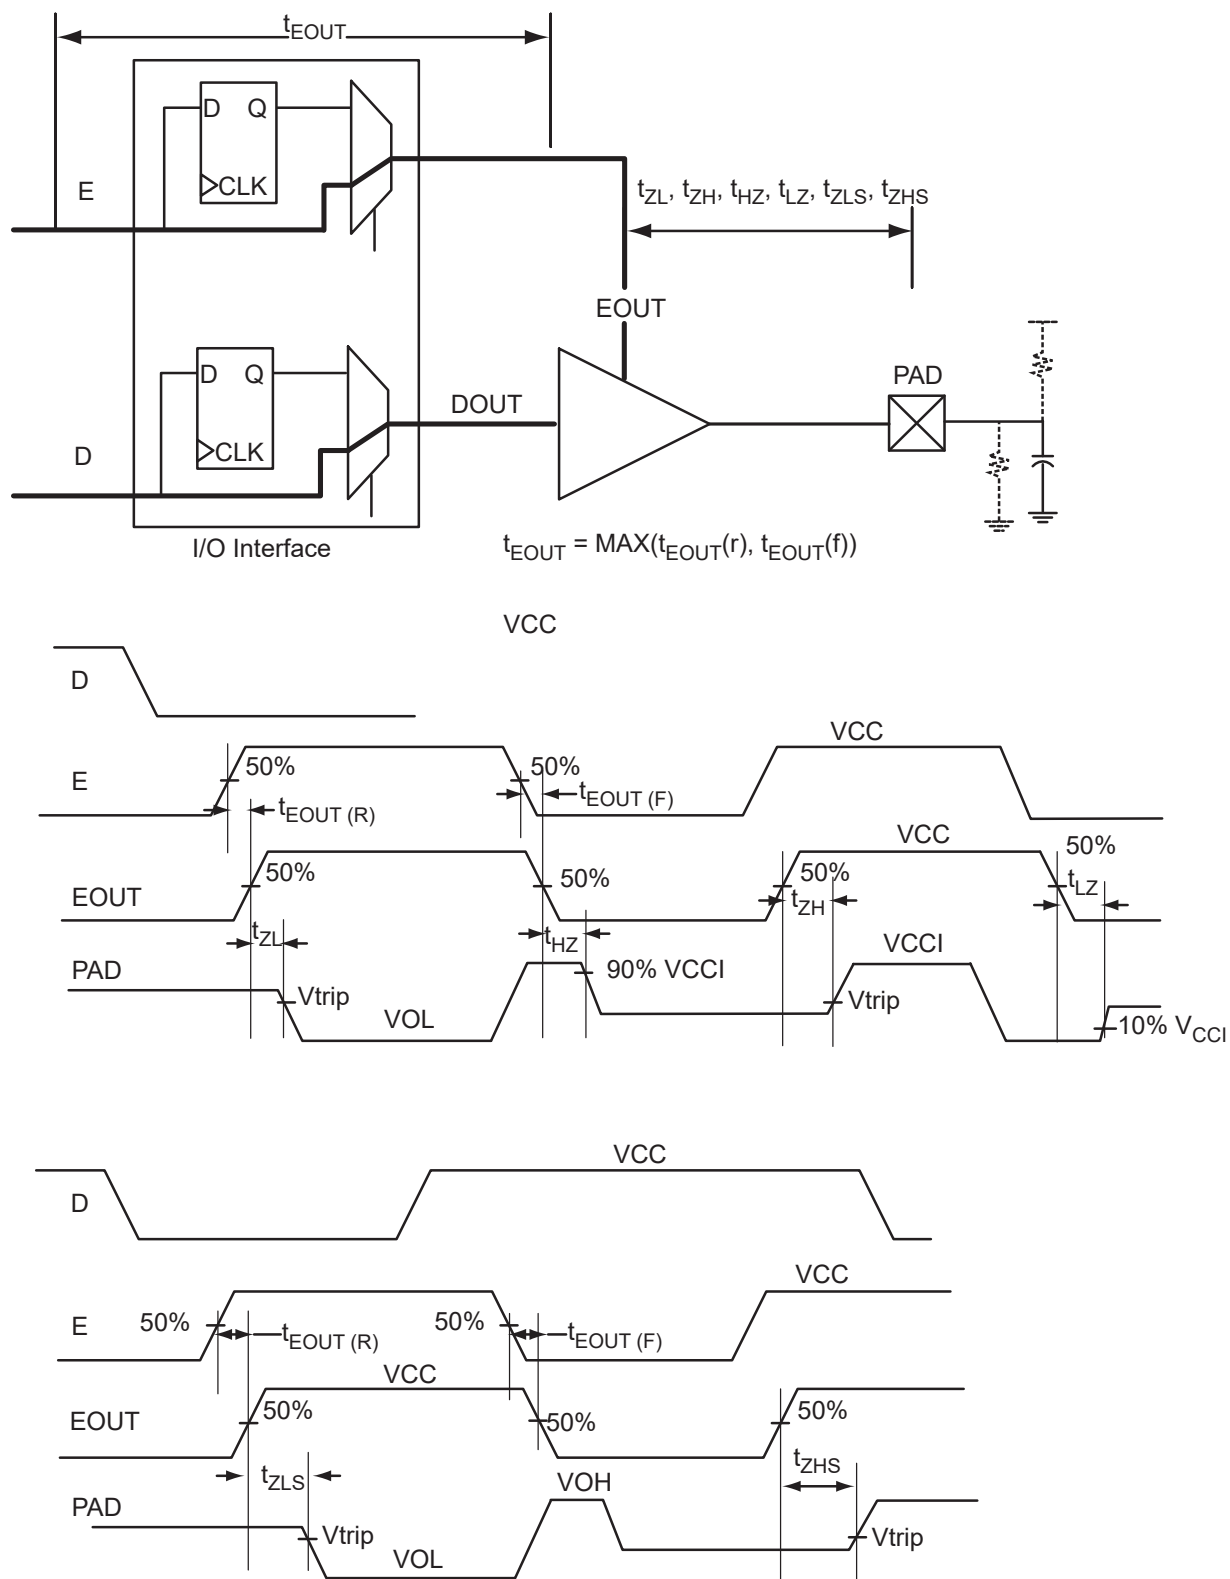 tEOUT
D Q
CLK
E
tZL, tZH, tHZ, tLZ, tZLS, tZHS
EOUT
D Q
CLK
DOUT
PAD
D
I/O Interface
tEOUT = MAX(tEOUT(r), tEOUT(f))
VCC
D
VCC
E
50%
50%
tEOUT (R)
tEOUT (F)
VCC
50%
EOUT
50%
50%
50%
tZL
tHZ
tZH
tLZ
PAD
Vtrip
VOL
90% VCCI
Vtrip
VCCI
10% VCCI
VCC
D
VCC
E
50%
50%
tEOUT (R)
tEOUT (F)
VCC
EOUT
50%
50%
50%
tZLS
VOH
tZHS
PAD
Vtrip
VOL
Vtrip